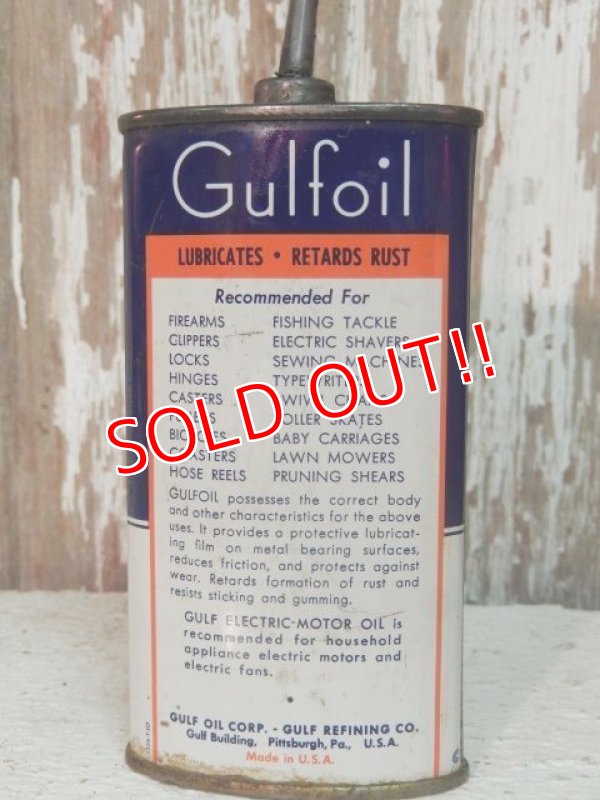 Gulfoil
LUBRICATES • RETARDS RUST
Recommended For
FIREARMS FISHING TACKLE
CLIPPERS ELECTRIC SHAVERS
LOCKS SEWING MACHINES
HINGES
CASTERS
SKATES
BABY CARRIAGES
COASTERS LAWN MOWERS
HOSE REELS PRUNING SHEARS
SOLD OUT!!
GULFOIL possesses the correct body
and other characteristics for the above
uses. It provides a protective lubricat-
ing film on metal bearing surfaces,
reduces friction, and protects against
wear. Retards formation of rust and
resists sticking and gumming.
GULF ELECTRIC-MOTOR OIL is
recommended for household
appliance electric motors and
electric fans.
GULF OIL CORP. - GULF REFINING CO.
Gulf Building, Pittsburgh, Pa., U.S.A.
Made in U.S.A.